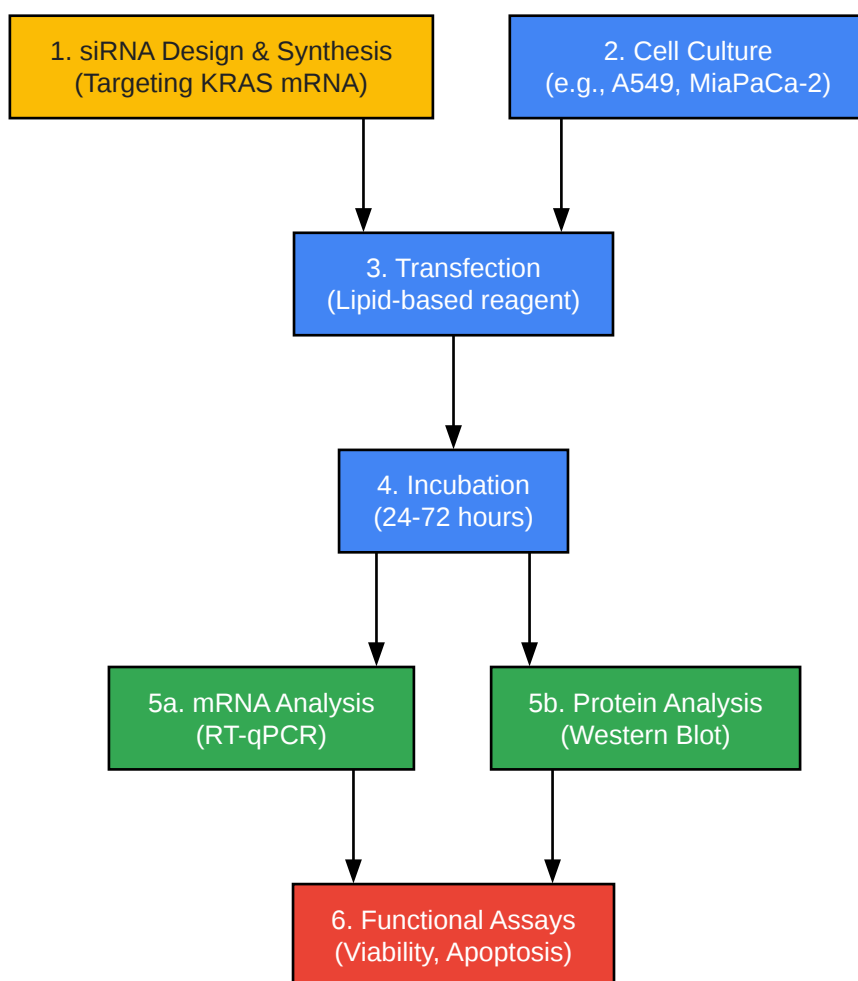 1. siRNA Design & Synthesis
(Targeting KRAS mRNA)
2. Cell Culture
(e.g., A549, MiaPaCa-2)
3. Transfection
(Lipid-based reagent)
4. Incubation
(24-72 hours)
5a. mRNA Analysis
(RT-qPCR)
5b. Protein Analysis
(Western Blot)
6. Functional Assays
(Viability, Apoptosis)